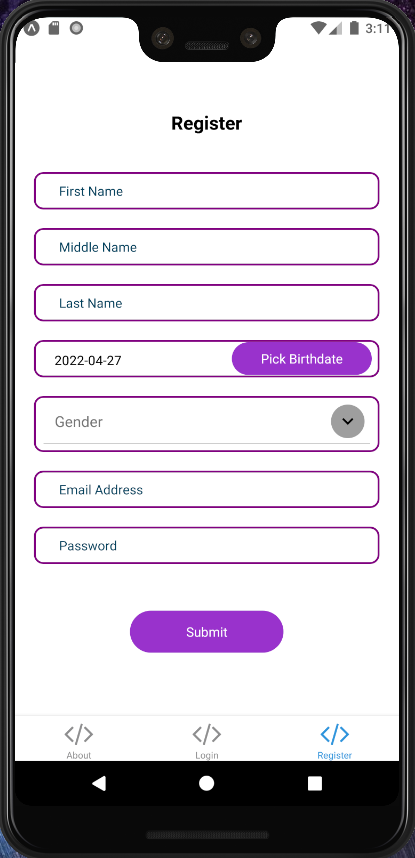 3:11
Register
First Name
Middle Name
Last Name
2022-04-27 Pick Birthdate
Gender
Email Address
Password
Submit
About Login Register